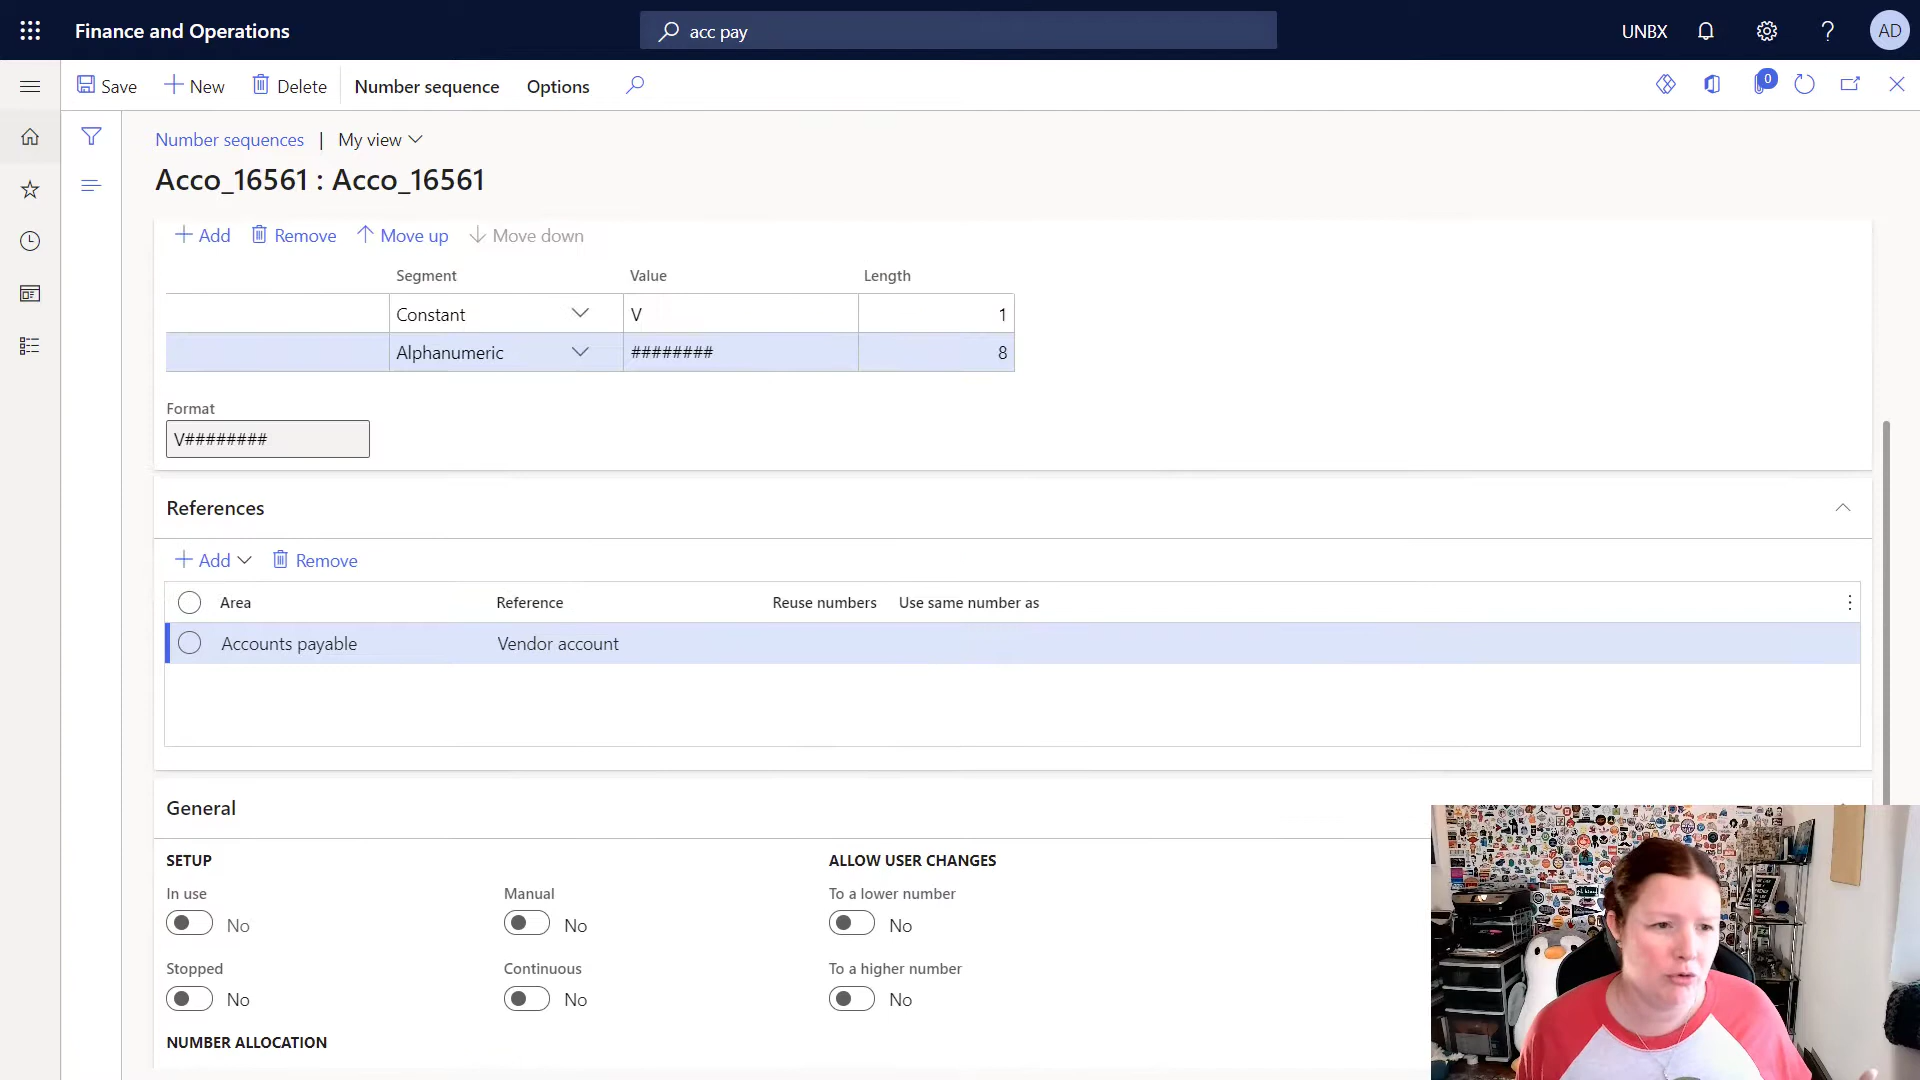 Finance and Operations
acc pay
UNBX
AD
Save
New
Delete
Number sequence
Options
0
Number sequences | My view
Acco_16561 : Acco_16561
Add
Remove
Move up
Move down
Segment Value Length
Constant V 1
Alphanumeric ######## 8
Format
V########
References
Add
Remove
Area Reference Reuse numbers Use same number as
Accounts payable Vendor account
General
SETUP
ALLOW USER CHANGES
In use
Manual
To a lower number
No
No
No
Stopped
Continuous
To a higher number
No
No
No
NUMBER ALLOCATION